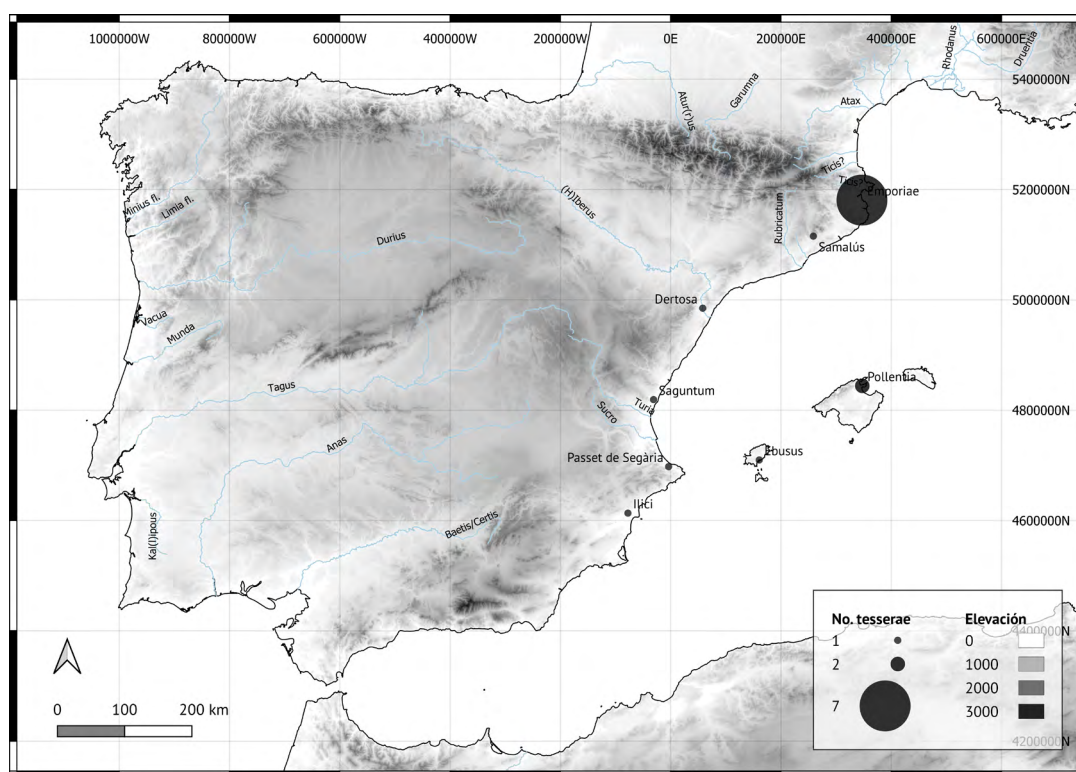 1000000W 800000W 600000W 400000W 200000W 0E 200000E 400000E 600000E
Rhodanus
Druentia
5400000N
Garumna
Atur(r)us
Atax
Ticis?
Ticis?
5200000N
Emporiae
Minius fl.
Limia fl.
(H)Iberus
Rubricatum
Durius
Samalús
Dertosa
5000000N
Vacua
Munda
Pollentia
Tagus
Saguntum
Turia
Sucro
4800000N
Anas
Passet de Segària
Ebusus
Ilici
Baetis/Certis
Kal(l)ipous
4600000N
No. tesserae
1
2
7
Elevación
0
1000
2000
3000
4400000N
4200000N
0 100 200 km